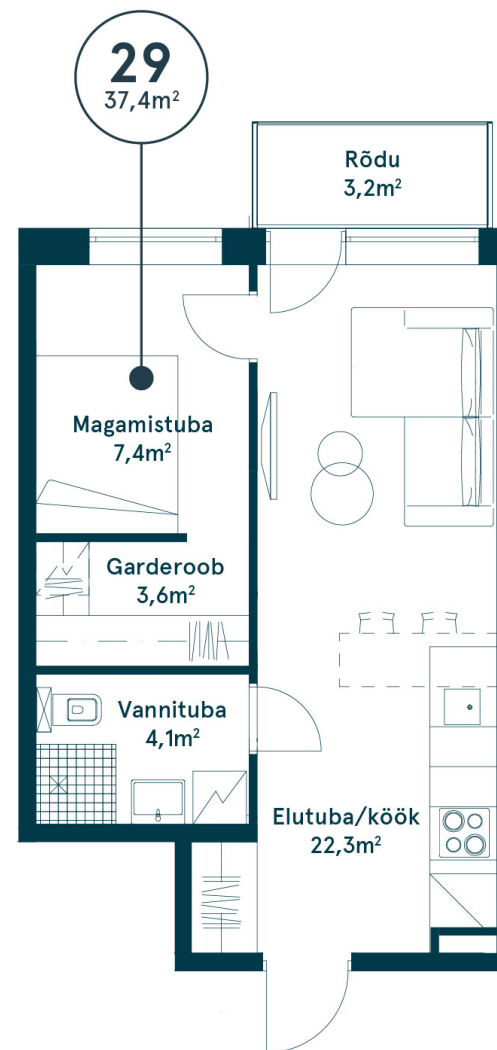 29
37,4m²
Rõdu
3,2m²
Magamistuba
7,4m²
Garderoob
3,6m²
Vannituba
4,1m²
Elutuba/köök
22,3m²